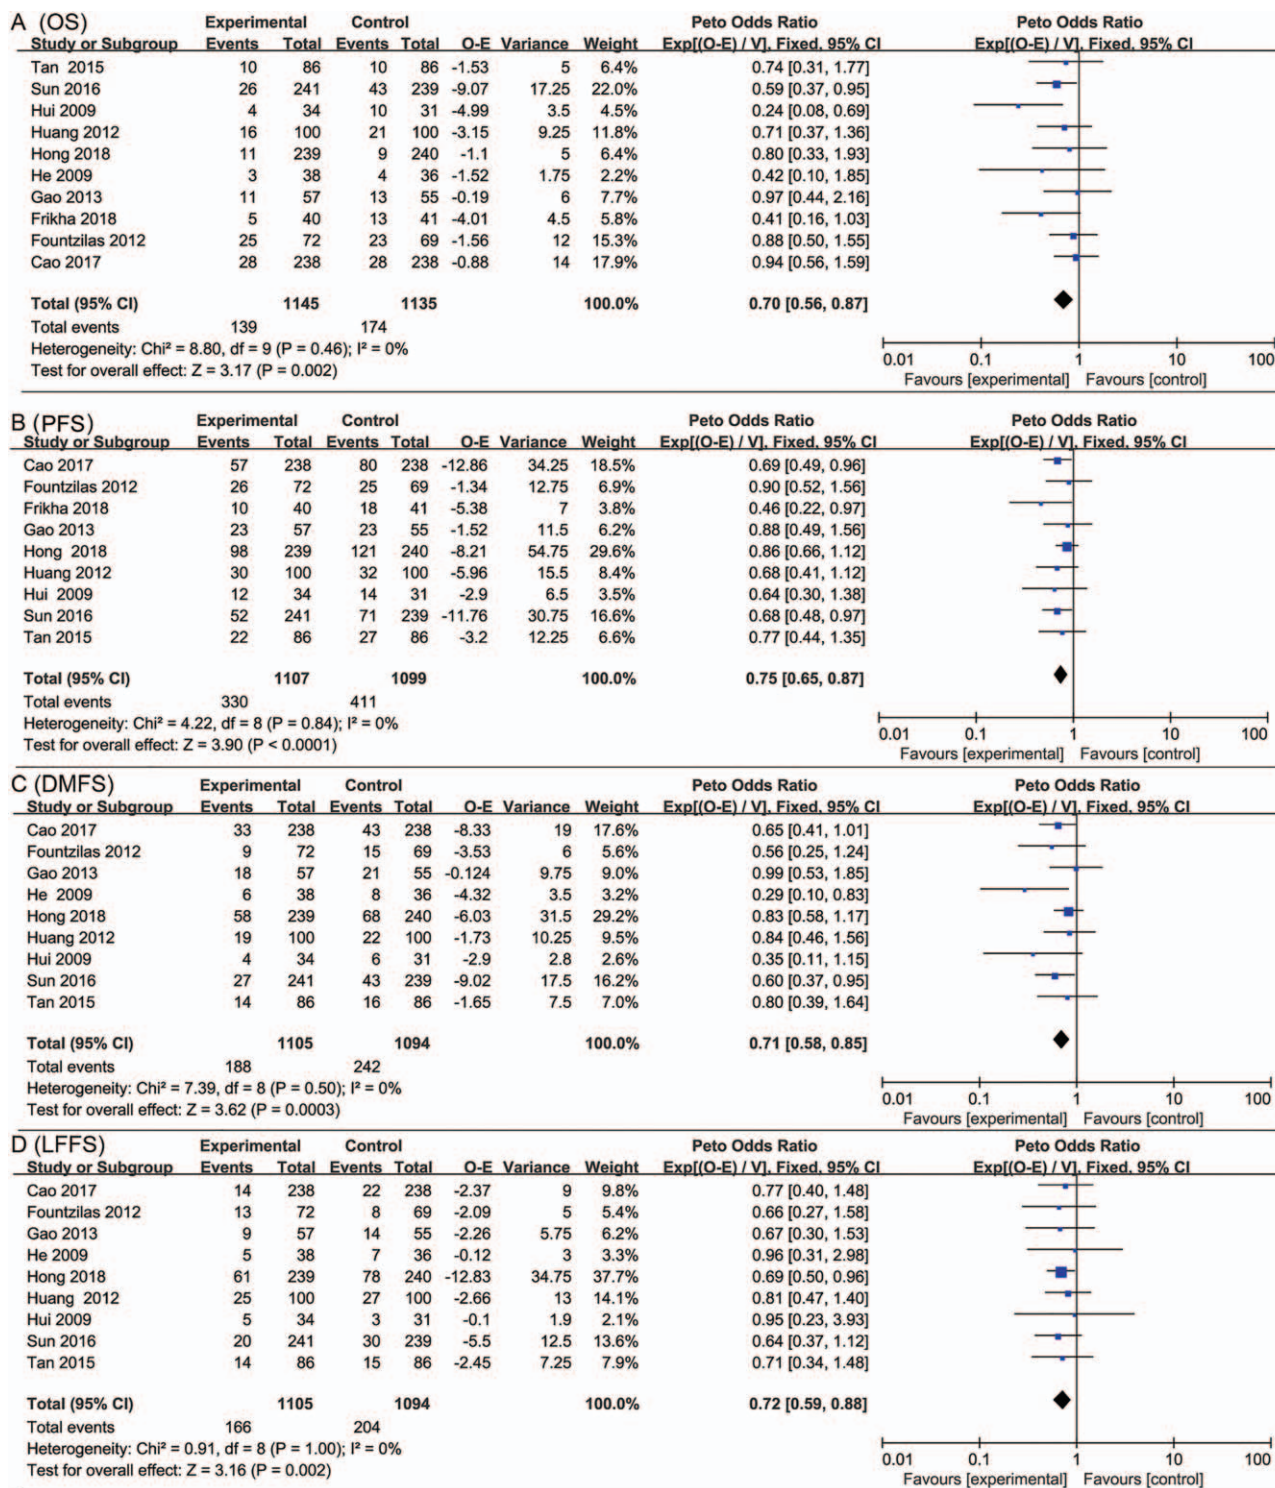 A (OS) Experimental Control Peto Odds Ratio Peto Odds Ratio
Study or Subgroup Events Total Events Total O-E Variance Weight Exp[(O-E) / V], Fixed, 95% CI Exp[(O-E) / V], Fixed, 95% CI
Tan 2015 10 86 10 86 -1.53 5 6.4% 0.74 [0.31, 1.77]
Sun 2016 26 241 43 239 -9.07 17.25 22.0% 0.59 [0.37, 0.95]
Hui 2009 4 34 10 31 -4.99 3.5 4.5% 0.24 [0.08, 0.69]
Huang 2012 16 100 21 100 -3.15 9.25 11.8% 0.71 [0.37, 1.36]
Hong 2018 11 239 9 240 -1.1 5 6.4% 0.80 [0.33, 1.93]
He 2009 3 38 4 36 -1.52 1.75 2.2% 0.42 [0.10, 1.85]
Gao 2013 11 57 13 55 -0.19 6 7.7% 0.97 [0.44, 2.16]
Frikha 2018 5 40 13 41 -4.01 4.5 5.8% 0.41 [0.16, 1.03]
Fountzilas 2012 25 72 23 69 -1.56 12 15.3% 0.88 [0.50, 1.55]
Cao 2017 28 238 28 238 -0.88 14 17.9% 0.94 [0.56, 1.59]
Total (95% CI) 1145 1135 100.0% 0.70 [0.56, 0.87]
Total events 139 174
Heterogeneity: Chi² = 8.80, df = 9 (P = 0.46); I² = 0%
Test for overall effect: Z = 3.17 (P = 0.002)
0.01 0.1 1 10 100
Favours [experimental] Favours [control]
B (PFS) Experimental Control Peto Odds Ratio Peto Odds Ratio
Study or Subgroup Events Total Events Total O-E Variance Weight Exp[(O-E) / V], Fixed, 95% CI Exp[(O-E) / V], Fixed, 95% CI
Cao 2017 57 238 80 238 -12.86 34.25 18.5% 0.69 [0.49, 0.96]
Fountzilas 2012 26 72 25 69 -1.34 12.75 6.9% 0.90 [0.52, 1.56]
Frikha 2018 10 40 18 41 -5.38 7 3.8% 0.46 [0.22, 0.97]
Gao 2013 23 57 23 55 -1.52 11.5 6.2% 0.88 [0.49, 1.56]
Hong 2018 98 239 121 240 -8.21 54.75 29.6% 0.86 [0.66, 1.12]
Huang 2012 30 100 32 100 -5.96 15.5 8.4% 0.68 [0.41, 1.12]
Hui 2009 12 34 14 31 -2.9 6.5 3.5% 0.64 [0.30, 1.38]
Sun 2016 52 241 71 239 -11.76 30.75 16.6% 0.68 [0.48, 0.97]
Tan 2015 22 86 27 86 -3.2 12.25 6.6% 0.77 [0.44, 1.35]
Total (95% CI) 1107 1099 100.0% 0.75 [0.65, 0.87]
Total events 330 411
Heterogeneity: Chi² = 4.22, df = 8 (P = 0.84); I² = 0%
Test for overall effect: Z = 3.90 (P < 0.0001)
0.01 0.1 1 10 100
Favours [experimental] Favours [control]
C (DMFS) Experimental Control Peto Odds Ratio Peto Odds Ratio
Study or Subgroup Events Total Events Total O-E Variance Weight Exp[(O-E) / V], Fixed, 95% CI Exp[(O-E) / V], Fixed, 95% CI
Cao 2017 33 238 43 238 -8.33 19 17.6% 0.65 [0.41, 1.01]
Fountzilas 2012 9 72 15 69 -3.53 6 5.6% 0.56 [0.25, 1.24]
Gao 2013 18 57 21 55 -0.124 9.75 9.0% 0.99 [0.53, 1.85]
He 2009 6 38 8 36 -4.32 3.5 3.2% 0.29 [0.10, 0.83]
Hong 2018 58 239 68 240 -6.03 31.5 29.2% 0.83 [0.58, 1.17]
Huang 2012 19 100 22 100 -1.73 10.25 9.5% 0.84 [0.46, 1.56]
Hui 2009 4 34 6 31 -2.9 2.8 2.6% 0.35 [0.11, 1.15]
Sun 2016 27 241 43 239 -9.02 17.5 16.2% 0.60 [0.37, 0.95]
Tan 2015 14 86 16 86 -1.65 7.5 7.0% 0.80 [0.39, 1.64]
Total (95% CI) 1105 1094 100.0% 0.71 [0.58, 0.85]
Total events 188 242
Heterogeneity: Chi² = 7.39, df = 8 (P = 0.50); I² = 0%
Test for overall effect: Z = 3.62 (P = 0.0003)
0.01 0.1 1 10 100
Favours [experimental] Favours [control]
D (LFFS) Experimental Control Peto Odds Ratio Peto Odds Ratio
Study or Subgroup Events Total Events Total O-E Variance Weight Exp[(O-E) / V], Fixed, 95% CI Exp[(O-E) / V], Fixed, 95% CI
Cao 2017 14 238 22 238 -2.37 9 9.8% 0.77 [0.40, 1.48]
Fountzilas 2012 13 72 8 69 -2.09 5 5.4% 0.66 [0.27, 1.58]
Gao 2013 9 57 14 55 -2.26 5.75 6.2% 0.67 [0.30, 1.53]
He 2009 5 38 7 36 -0.12 3 3.3% 0.96 [0.31, 2.98]
Hong 2018 61 239 78 240 -12.83 34.75 37.7% 0.69 [0.50, 0.96]
Huang 2012 25 100 27 100 -2.66 13 14.1% 0.81 [0.47, 1.40]
Hui 2009 5 34 3 31 -0.1 1.9 2.1% 0.95 [0.23, 3.93]
Sun 2016 20 241 30 239 -5.5 12.5 13.6% 0.64 [0.37, 1.12]
Tan 2015 14 86 15 86 -2.45 7.25 7.9% 0.71 [0.34, 1.48]
Total (95% CI) 1105 1094 100.0% 0.72 [0.59, 0.88]
Total events 166 204
Heterogeneity: Chi² = 0.91, df = 8 (P = 1.00); I² = 0%
Test for overall effect: Z = 3.16 (P = 0.002)
0.01 0.1 1 10 100
Favours [experimental] Favours [control]